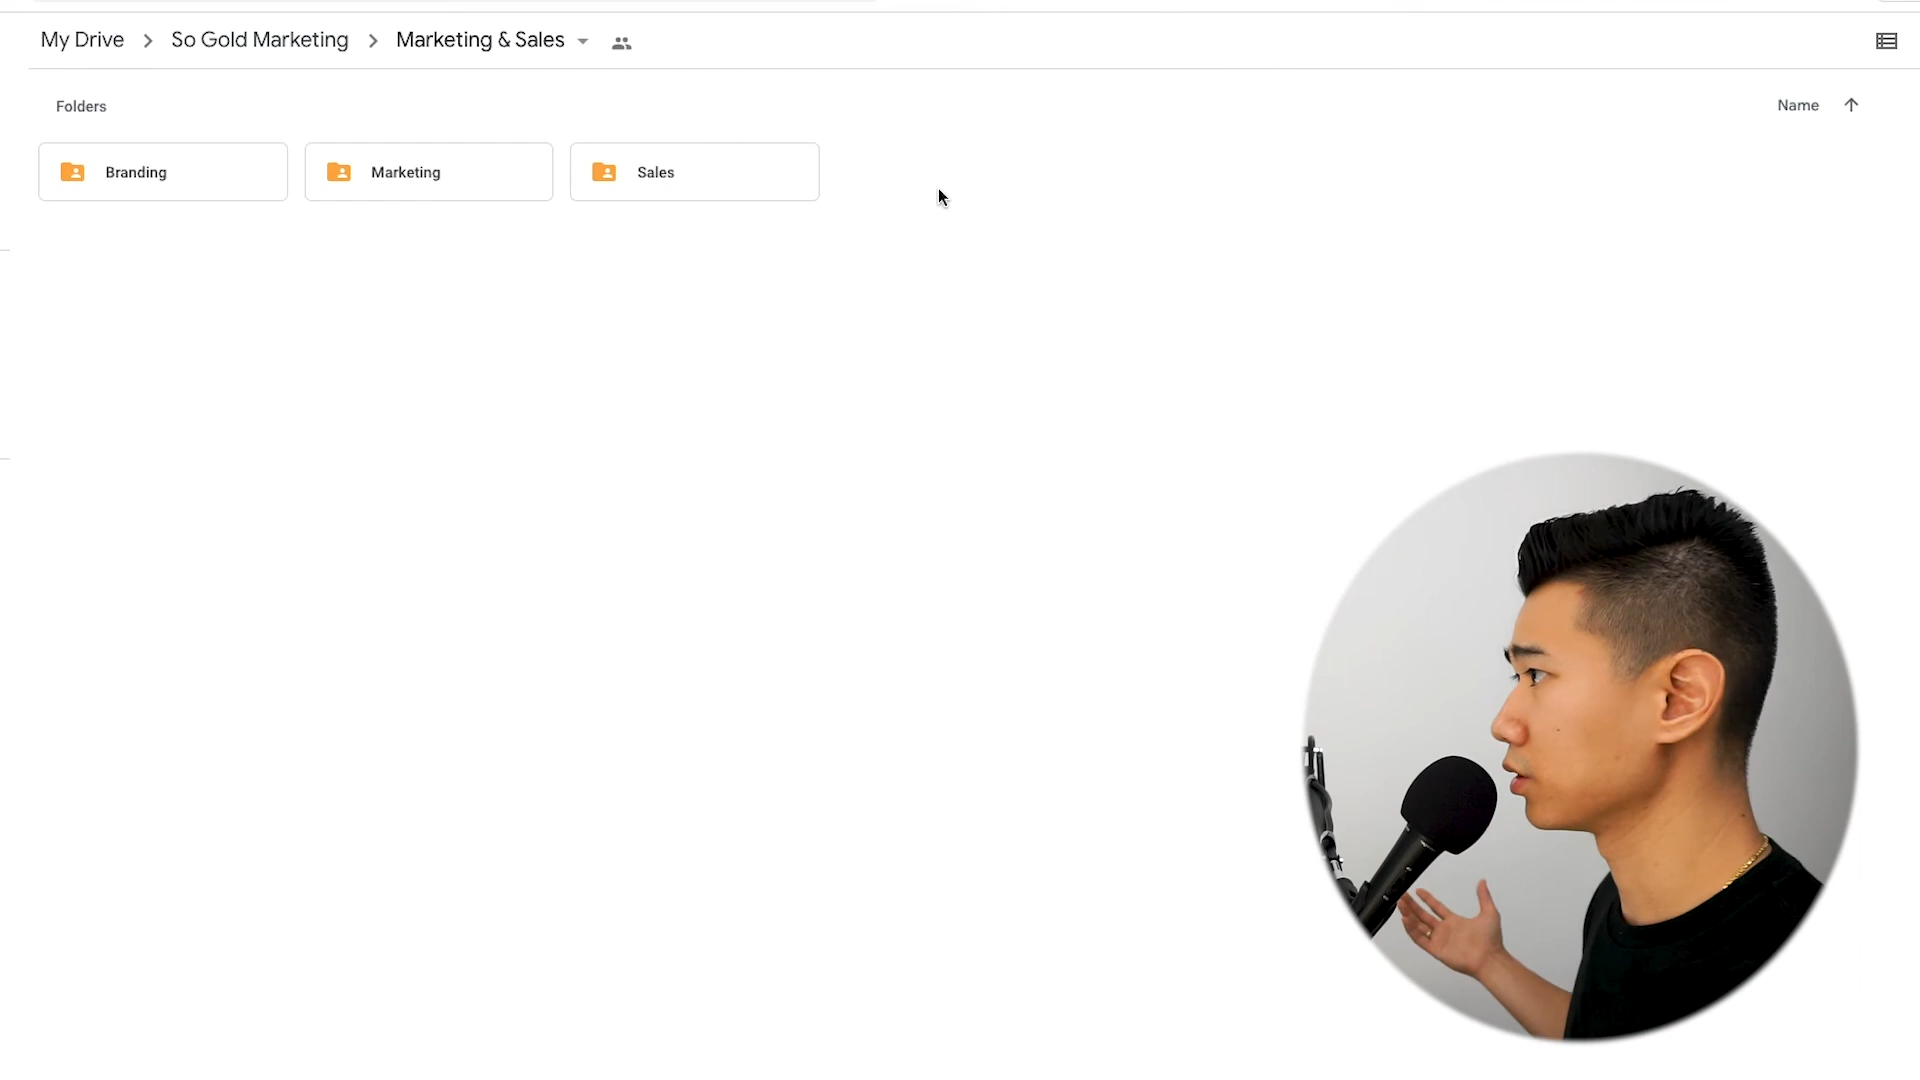 My Drive > So Gold Marketing > Marketing & Sales
Folders
Name
Branding
Marketing
Sales